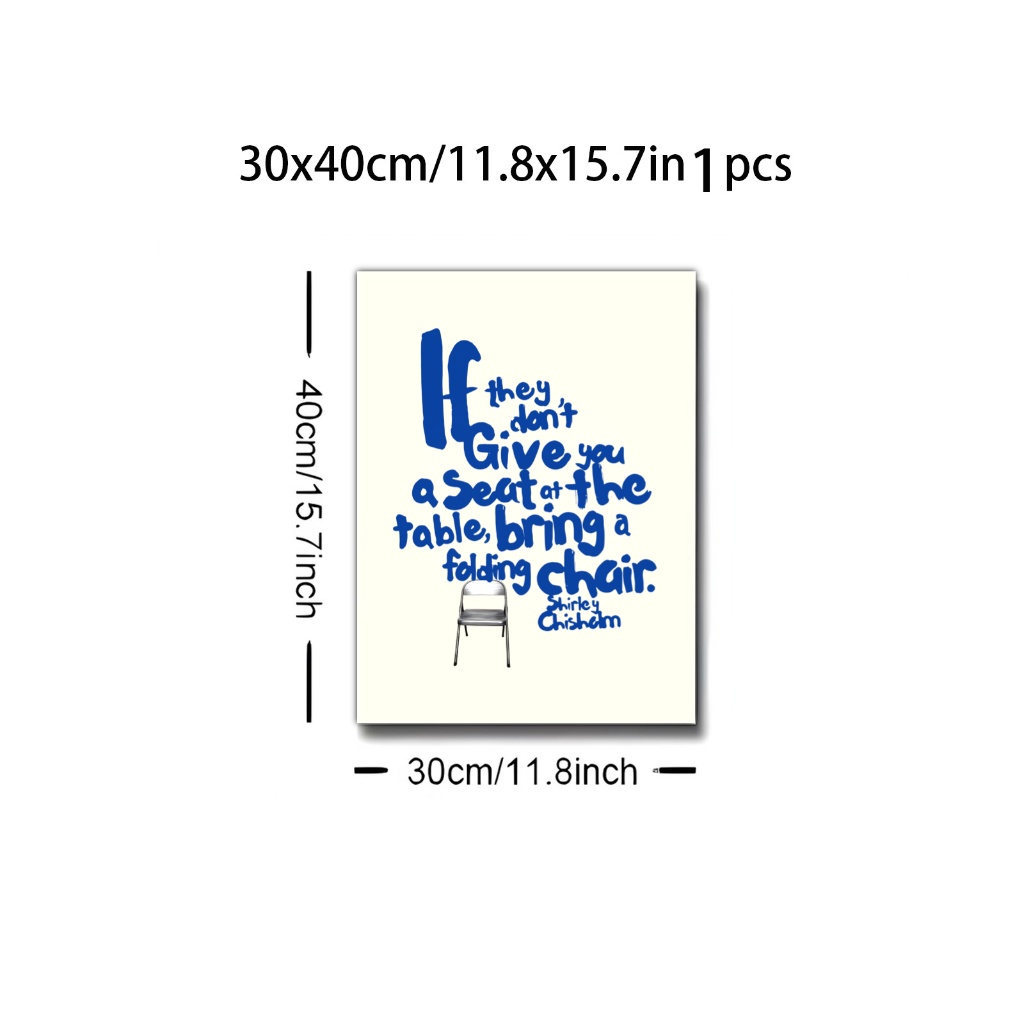 30x40cm/11.8x15.7in 1 pcs
40cm/15.7inch
If they
don't
Give you
a Seat at the
table, bring a
folding chair.
Shirley
Chisholm
30cm/11.8inch